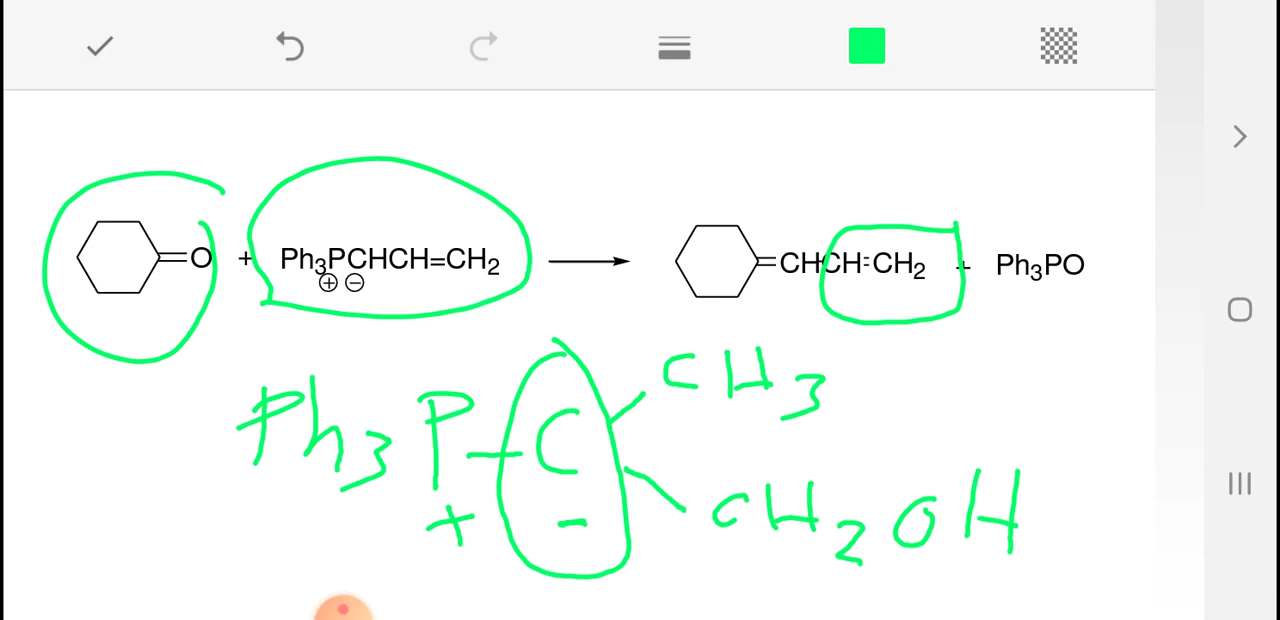 O + Ph₃PCHCH=CH₂ → =CHCH=CH₂ + Ph₃PO
⊕ ⊖
CH₃
Ph₃P-C
+ -
CH₂OH